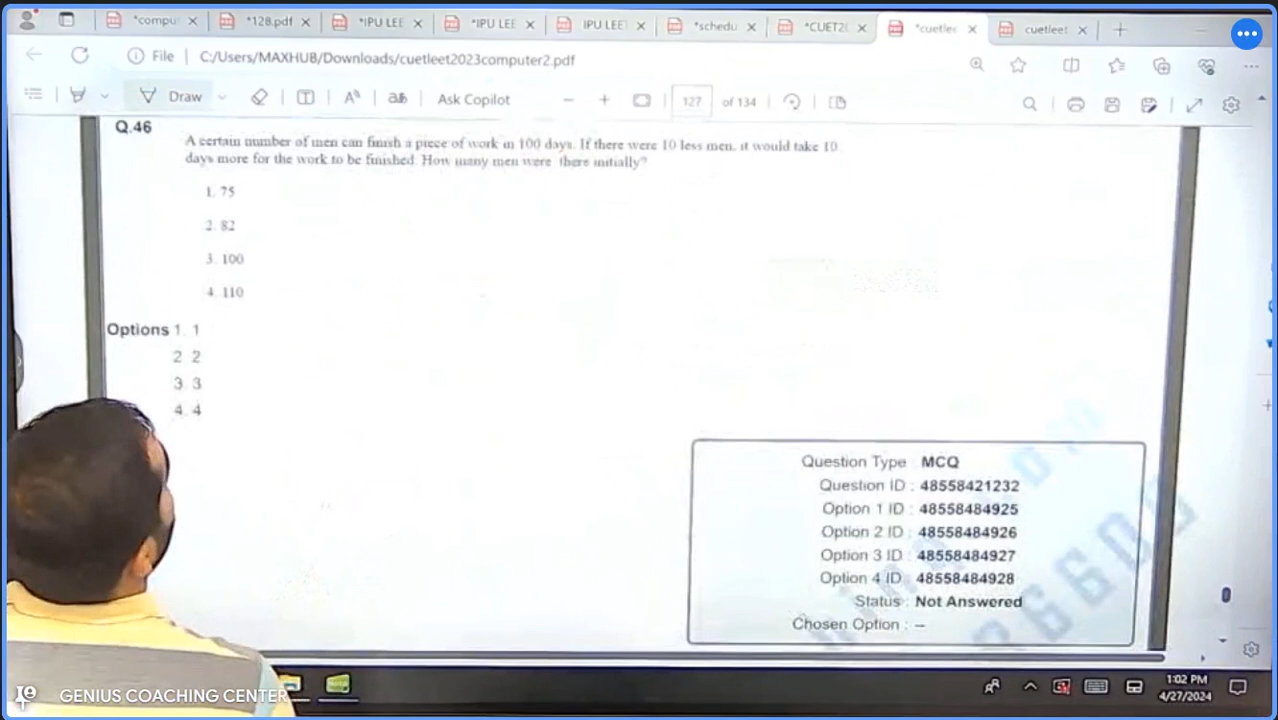 *compu
*128.pdf
*IPU LEE
*IPU LEE
IPU LEET
*schedu
*CUET20
*cuetlee
cuetleet
File C:/Users/MAXHUB/Downloads/cuetleet2023computer2.pdf
Draw
Ask Copilot
127 of 134
Q.46
A certain number of men can finish a piece of work in 100 days. If there were 10 less men, it would take 10
days more for the work to be finished. How many men were there initially?
1. 75
2. 82
3. 100
4. 110
Options 1. 1
2. 2
3. 3
4. 4
Question Type : MCQ
Question ID : 48558421232
Option 1 ID : 48558484925
Option 2 ID : 48558484926
Option 3 ID : 48558484927
Option 4 ID : 48558484928
Status : Not Answered
Chosen Option : --
GENIUS COACHING CENTER
1:02 PM
4/27/2024